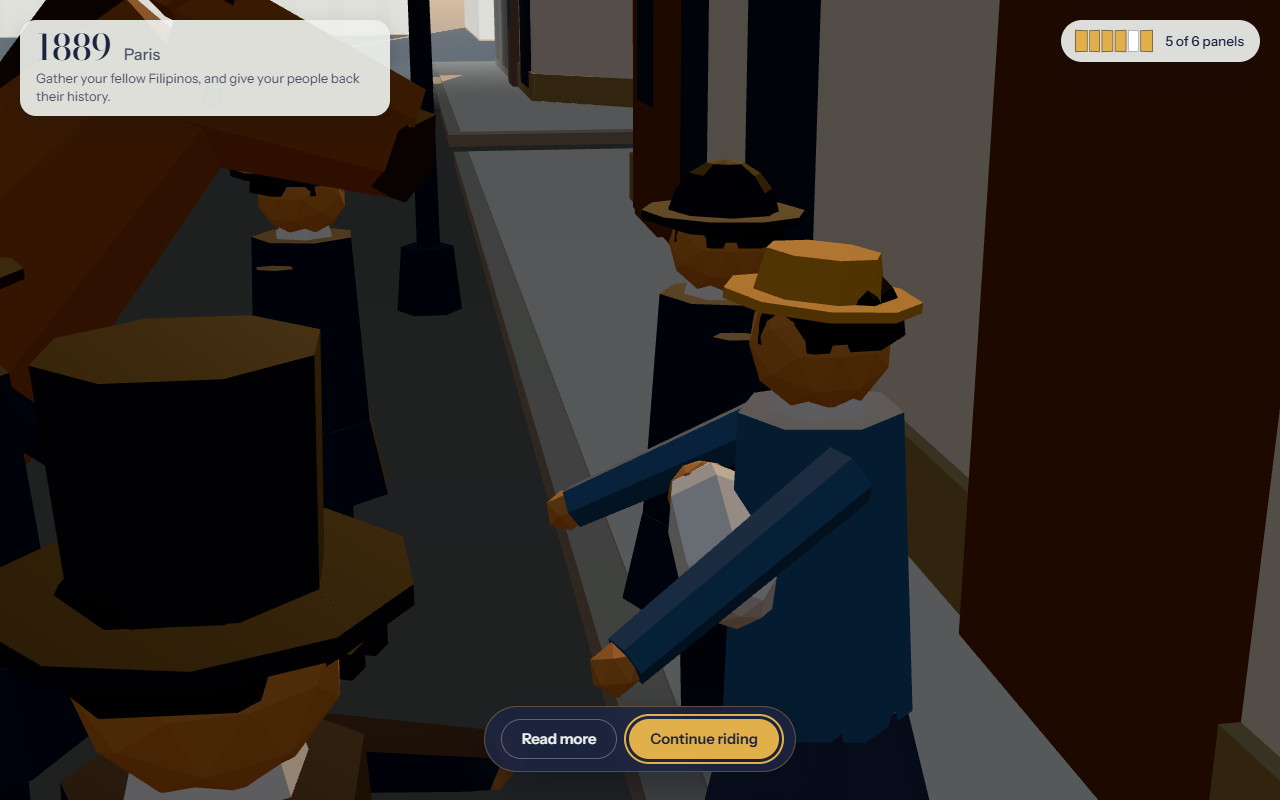 1889 Paris
Gather your fellow Filipinos, and give your people back
their history.
5 of 6 panels
Read more
Continue riding